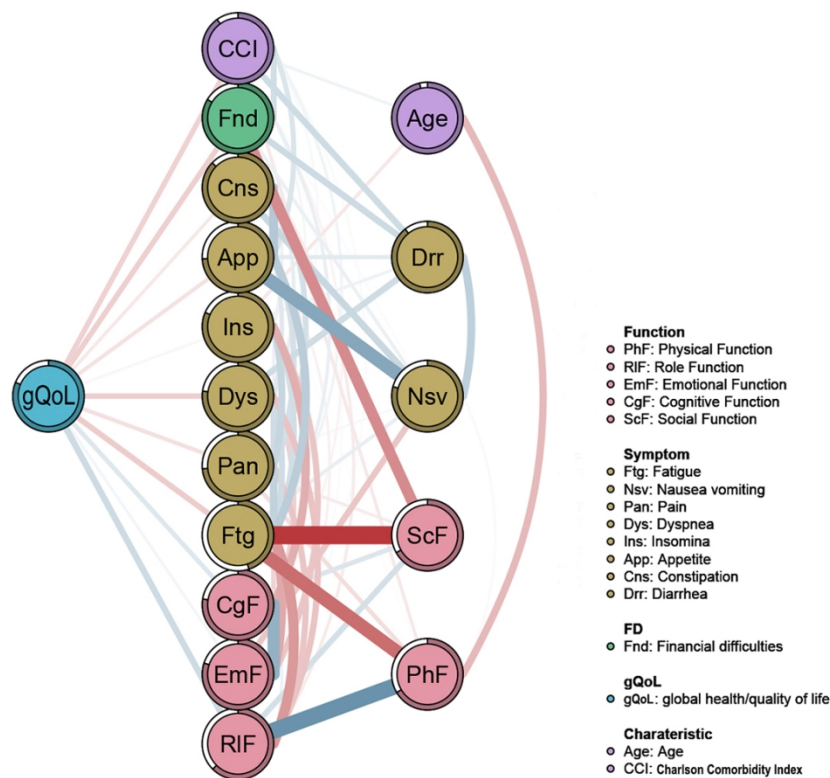 CCI
Fnd
Age
Cns
App
Drr
Ins
gQoL
Dys
Nsv
Pan
Ftg
ScF
CgF
EmF
PhF
RlF
Function
PhF: Physical Function
RlF: Role Function
EmF: Emotional Function
CgF: Cognitive Function
ScF: Social Function
Symptom
Ftg: Fatigue
Nsv: Nausea vomiting
Pan: Pain
Dys: Dyspnea
Ins: Insomina
App: Appetite
Cns: Constipation
Drr: Diarrhea
FD
Fnd: Financial difficulties
gQoL
gQoL: global health/quality of life
Charateristic
Age: Age
CCI: Charlson Comorbidity Index